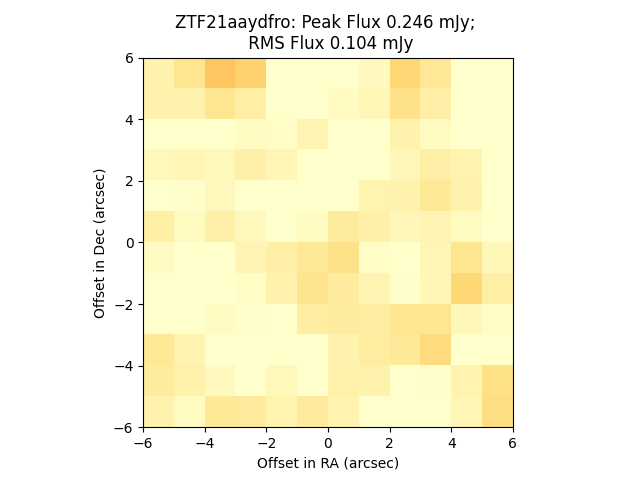 ZTF21aaydfro: Peak Flux 0.246 mJy;
RMS Flux 0.104 mJy
6
4
2
0
−2
−4
−6
Offset in Dec (arcsec)
−6 −4 −2 0 2 4 6
Offset in RA (arcsec)